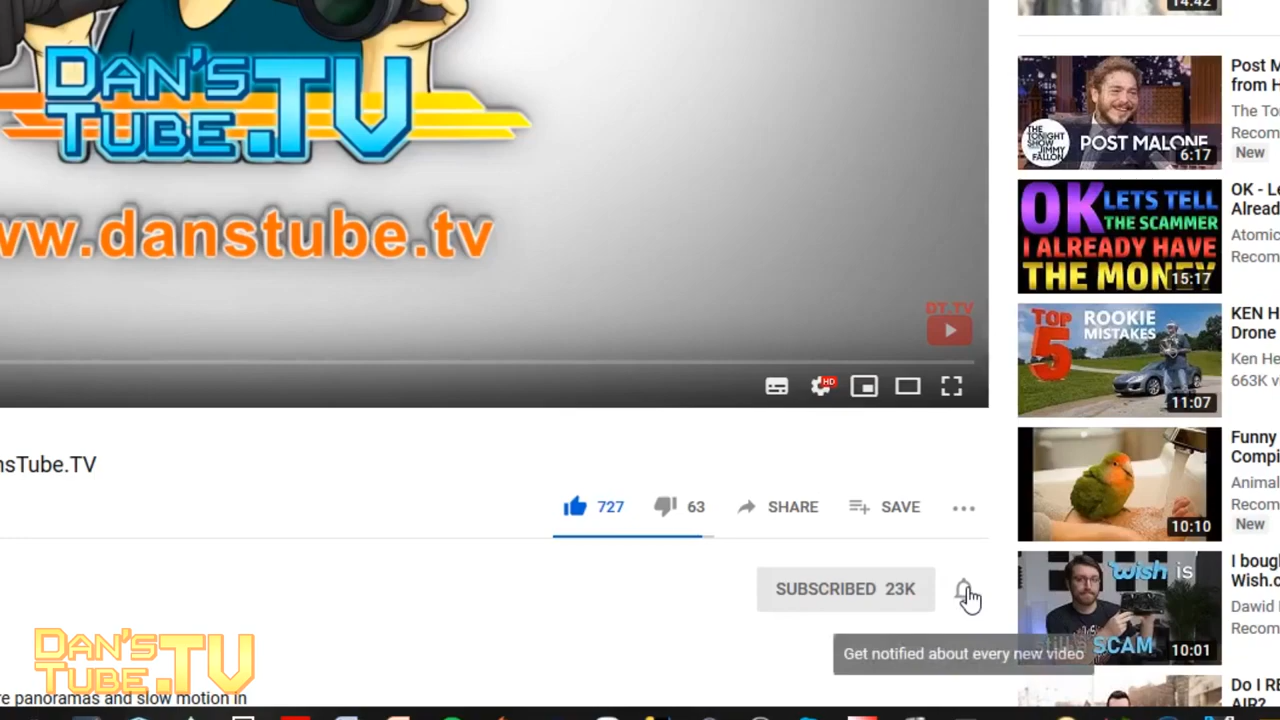 DAN'S
TUBE.TV
ww.danstube.tv
DT.TV
HD
nsTube.TV
727
63
SHARE
SAVE
SUBSCRIBED 23K
Get notified about every new video
DAN'S
TUBE.TV
re panoramas and slow motion in
14:42
THE
TONIGHT
SHOW
JIMMY
FALLON
POST MALONE
6:17
Post M
from H
The To
Recom
New
OK LETS TELL
THE SCAMMER
I ALREADY HAVE
THE MONEY
15:17
OK - Le
Alread
Atomic
Recom
TOP
5
ROOKIE
MISTAKES
11:07
KEN H
Drone
Ken He
663K v
10:10
Funny
Compi
Animal
Recom
New
wish is
SCAM
10:01
I boug
Wish.c
Dawid
Recom
Do I RE
AIR?